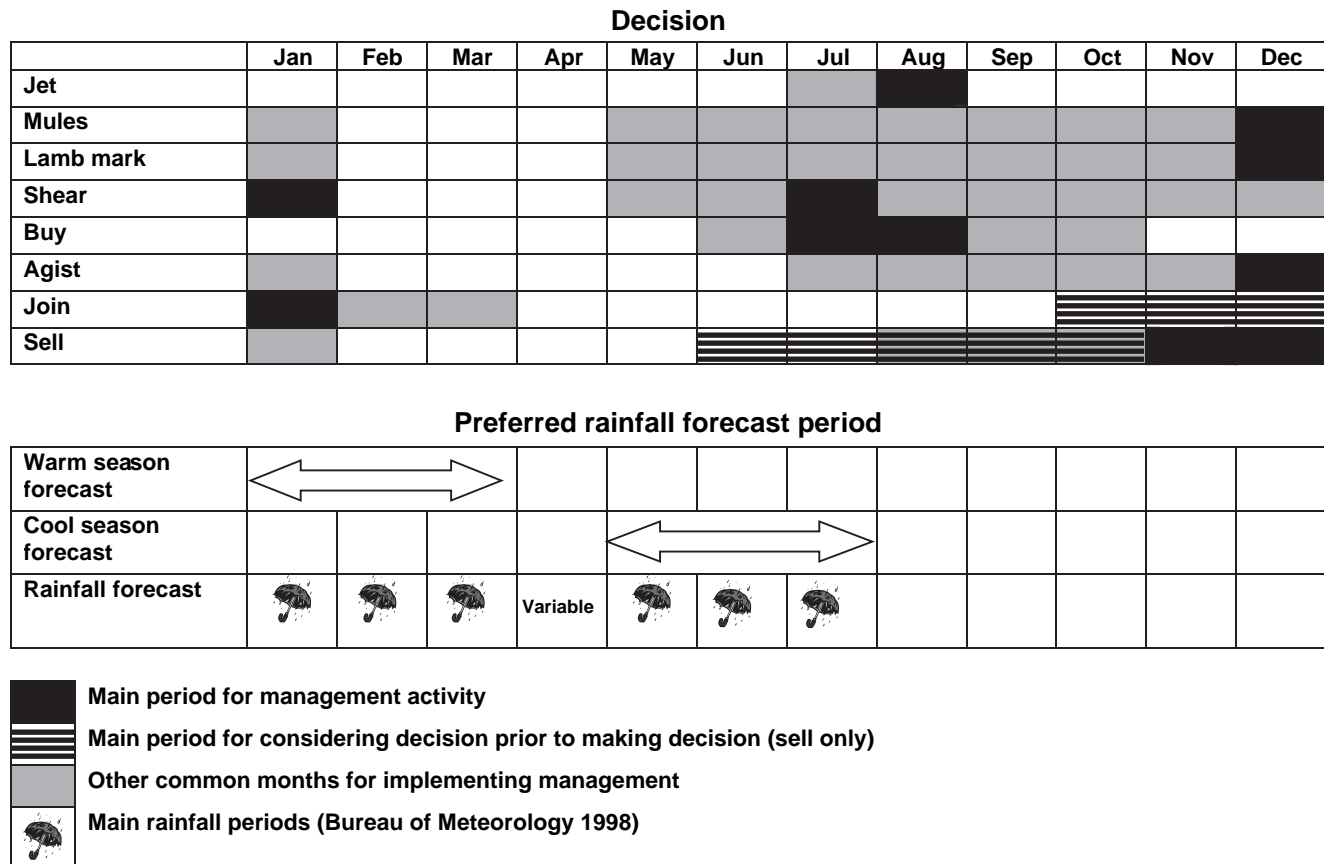 Decision
Jan Feb Mar Apr May Jun Jul Aug Sep Oct Nov Dec
Jet
Mules
Lamb mark
Shear
Buy
Agist
Join
Sell
Preferred rainfall forecast period
Warm season
forecast
Cool season
forecast
Rainfall forecast
Variable
Main period for management activity
Main period for considering decision prior to making decision (sell only)
Other common months for implementing management
Main rainfall periods (Bureau of Meteorology 1998)